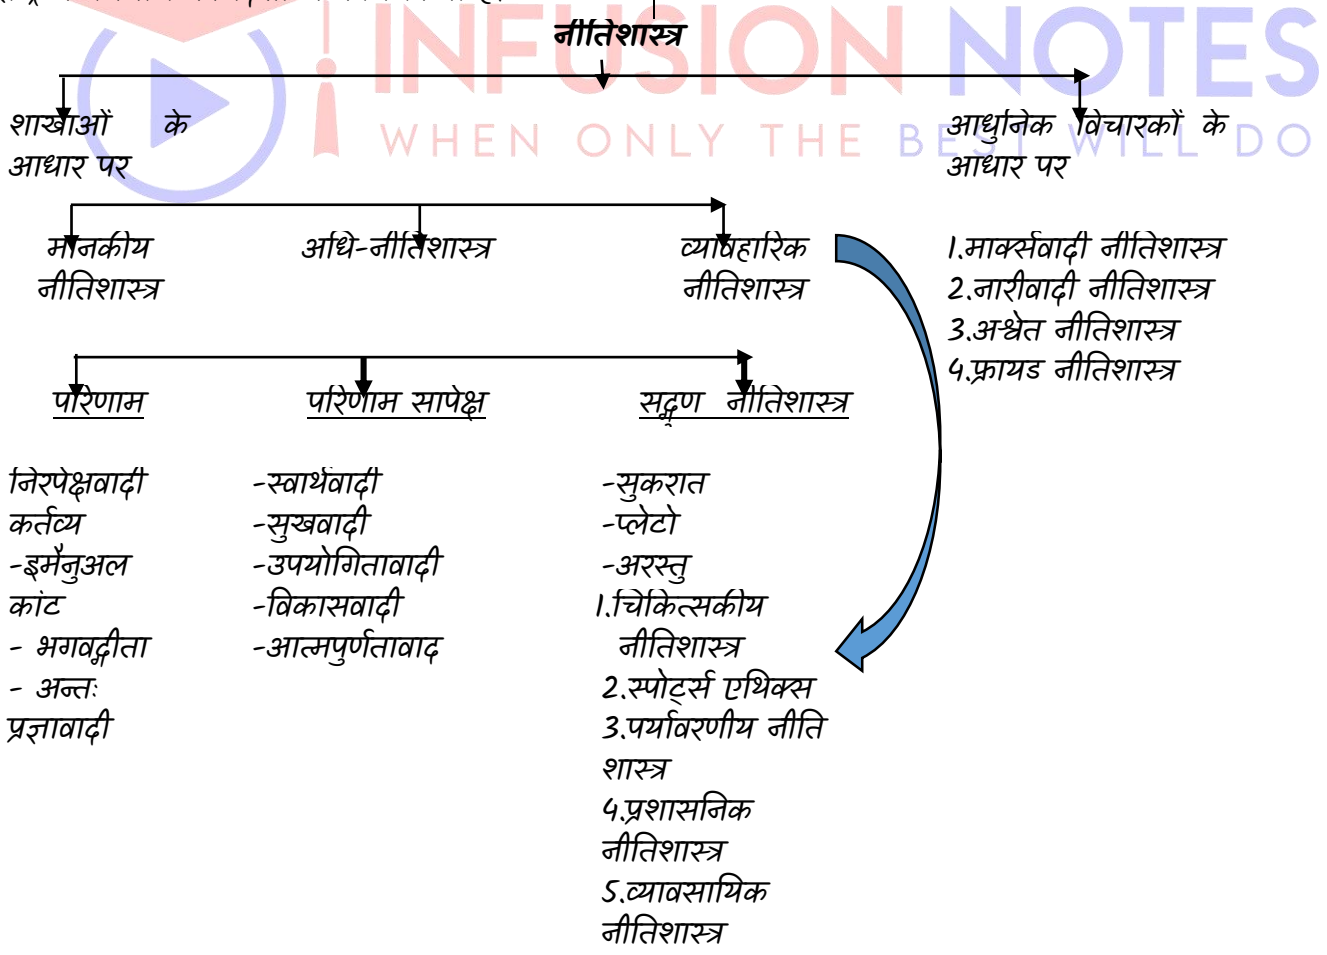 नीतिशास्त्र
INFUSION NOTES
WHEN ONLY THE BEST WILL DO
शाखाओं के
आधार पर
आधुनिक विचारकों के
आधार पर
मानकीय
नीतिशास्त्र
अधि-नीतिशास्त्र
व्यावहारिक
नीतिशास्त्र
1.मार्क्सवादी नीतिशास्त्र
2.नारीवादी नीतिशास्त्र
3.अश्वेत नीतिशास्त्र
4.फ्रायड नीतिशास्त्र
परिणाम
निरपेक्षवादी
कर्तव्य
-इमैनुअल
कांट
- भगवद्गीता
- अन्तः
प्रज्ञावादी
परिणाम सापेक्ष
-स्वार्थवादी
-सुखवादी
-उपयोगितावादी
-विकासवादी
-आत्मपुर्णतावाद
सद्गुण नीतिशास्त्र
-सुकरात
-प्लेटो
-अरस्तु
1.चिकित्सकीय
नीतिशास्त्र
2.स्पोर्ट्स एथिक्स
3.पर्यावरणीय नीति
शास्त्र
4.प्रशासनिक
नीतिशास्त्र
5.व्यावसायिक
नीतिशास्त्र